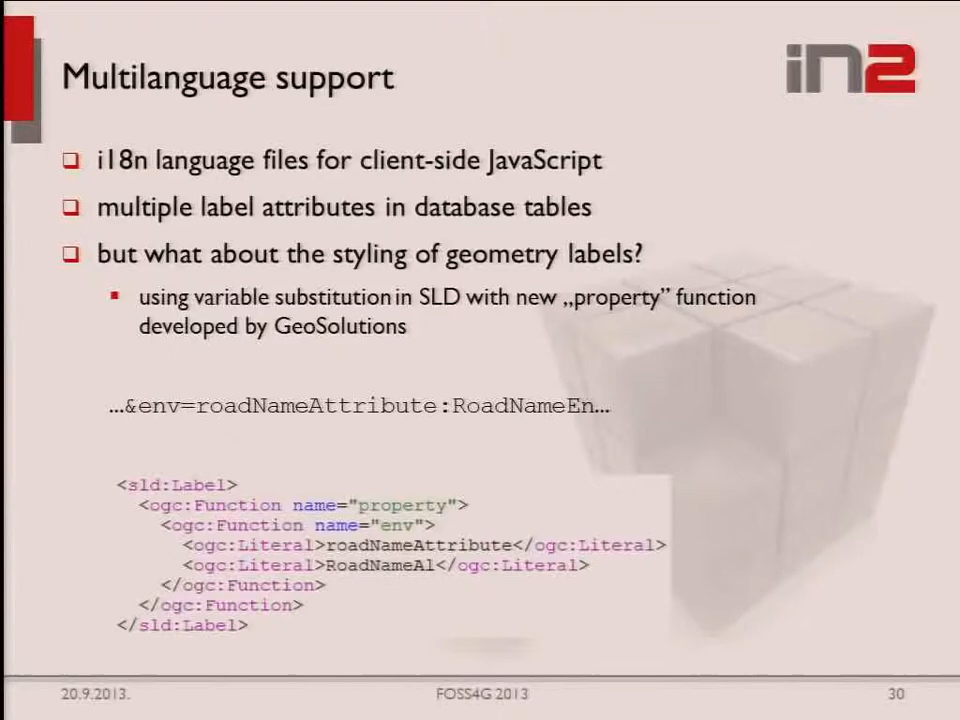 Multilanguage support
in2
i18n language files for client-side JavaScript
multiple label attributes in database tables
but what about the styling of geometry labels?
using variable substitution in SLD with new „property” function
developed by GeoSolutions
...&env=roadNameAttribute:RoadNameEn...
<sld:Label>
<ogc:Function name="property">
<ogc:Function name="env">
<ogc:Literal>roadNameAttribute</ogc:Literal>
<ogc:Literal>RoadNameAl</ogc:Literal>
</ogc:Function>
</ogc:Function>
</sld:Label>
20.9.2013.
FOSS4G 2013
30